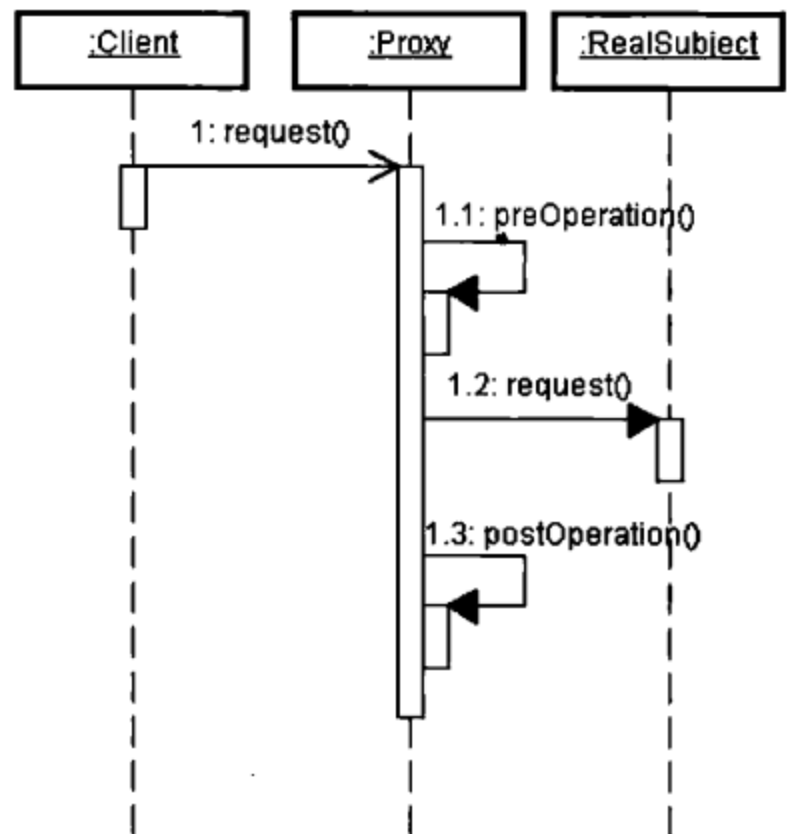 :Client
:Proxy
:RealSubject
1: request()
1.1: preOperation()
1.2: request()
1.3: postOperation()